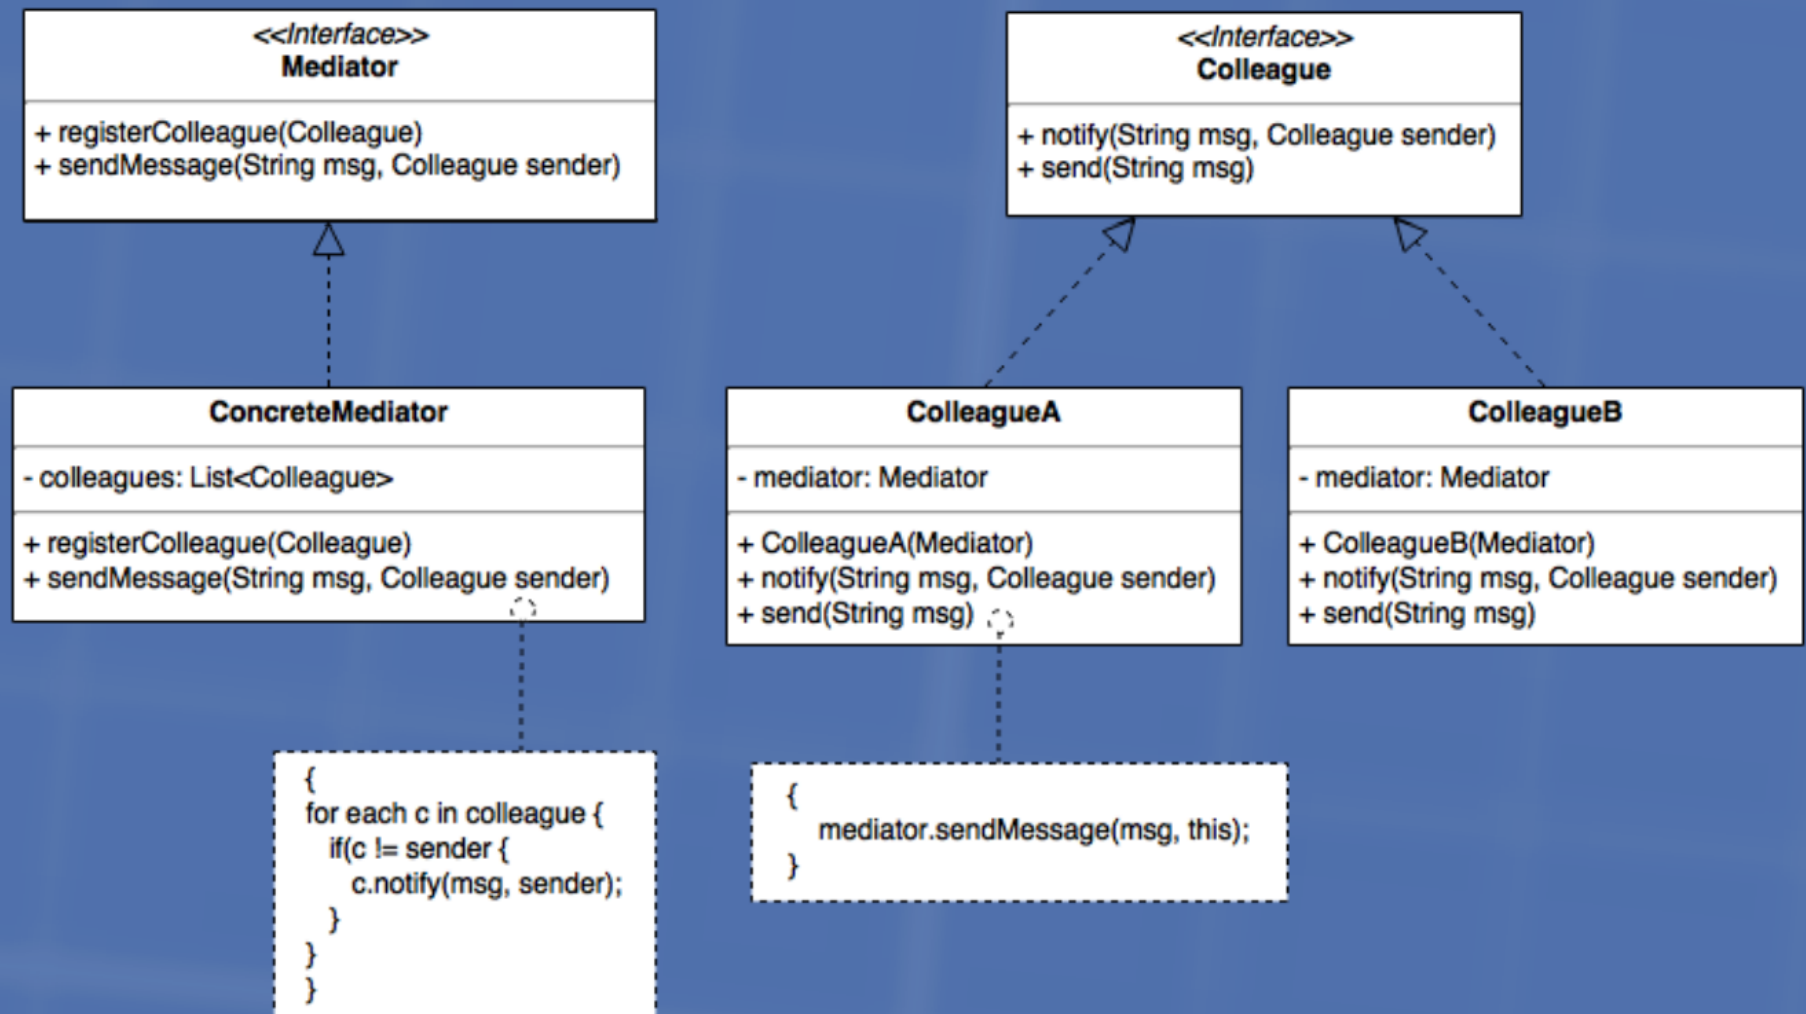 <<Interface>>
Mediator
+ registerColleague(Colleague)
+ sendMessage(String msg, Colleague sender)
<<Interface>>
Colleague
+ notify(String msg, Colleague sender)
+ send(String msg)
ConcreteMediator
- colleagues: List<Colleague>
+ registerColleague(Colleague)
+ sendMessage(String msg, Colleague sender)
ColleagueA
- mediator: Mediator
+ ColleagueA(Mediator)
+ notify(String msg, Colleague sender)
+ send(String msg)
ColleagueB
- mediator: Mediator
+ ColleagueB(Mediator)
+ notify(String msg, Colleague sender)
+ send(String msg)
{
for each c in colleague {
if(c != sender {
c.notify(msg, sender);
}
}
}
{
mediator.sendMessage(msg, this);
}